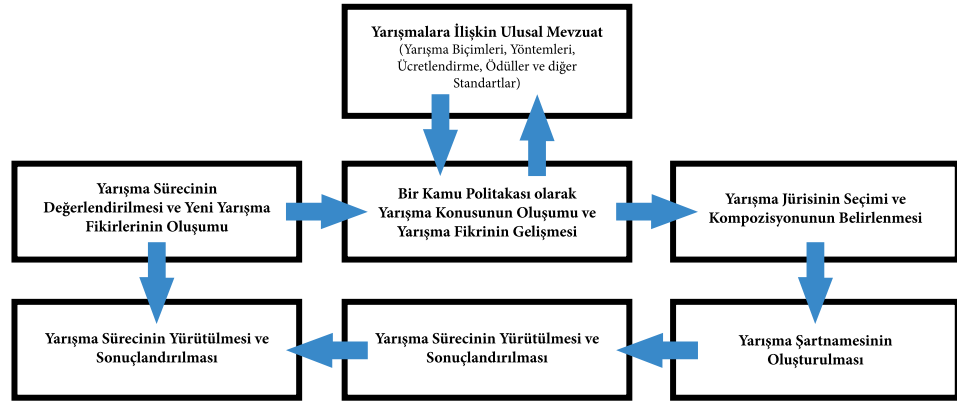 Yarışmalara İlişkin Ulusal Mevzuat
(Yarışma Biçimleri, Yöntemleri,
Ücretlendirme, Ödüller ve diğer
Standartlar)
Yarışma Sürecinin
Değerlendirilmesi ve Yeni Yarışma
Fikirlerinin Oluşumu
Bir Kamu Politakası olarak
Yarışma Konusunun Oluşumu ve
Yarışma Fikrinin Gelişmesi
Yarışma Jürisinin Seçimi ve
Kompozisyonunun Belirlenmesi
Yarışma Sürecinin Yürütülmesi ve
Sonuçlandırılması
Yarışma Sürecinin Yürütülmesi ve
Sonuçlandırılması
Yarışma Şartnamesinin
Oluşturulması